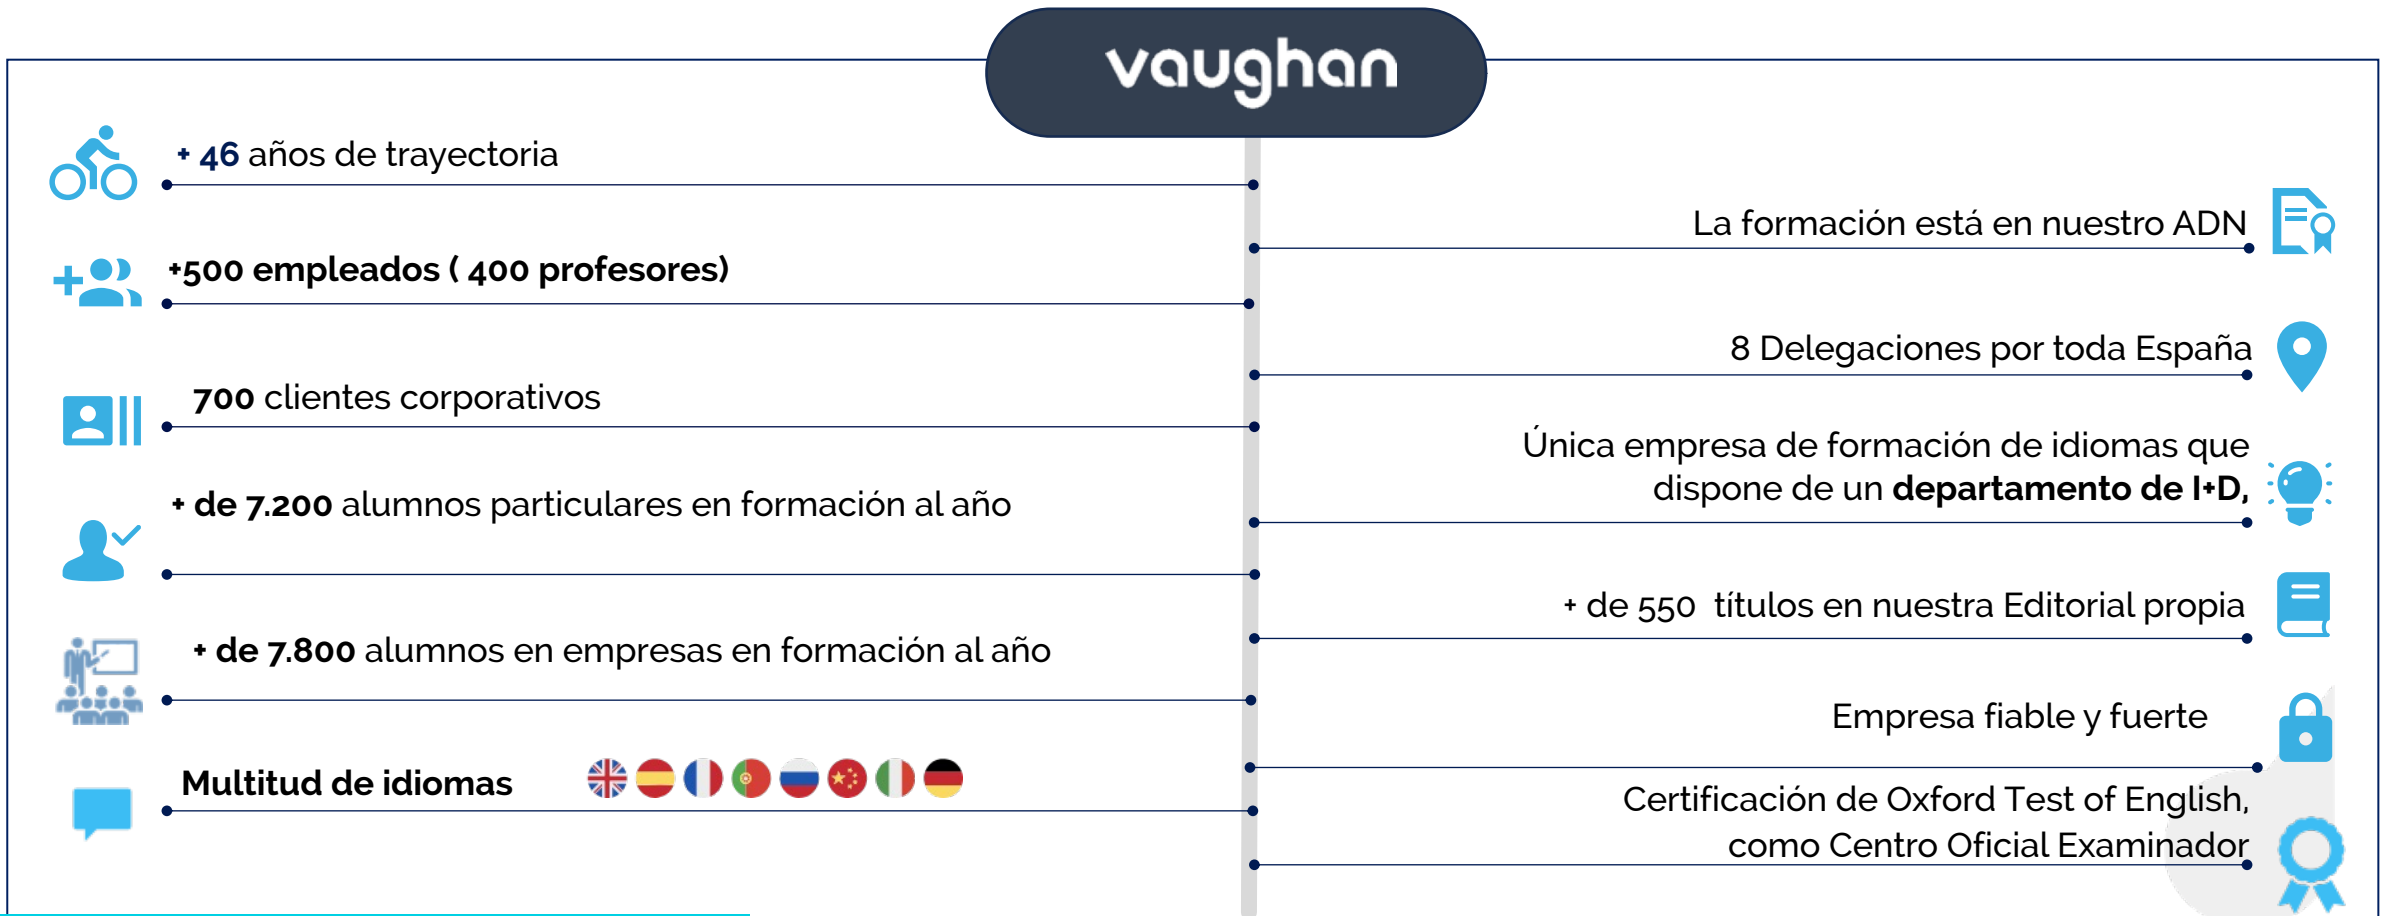 vaughan
+ 46 años de trayectoria
+500 empleados ( 400 profesores)
700 clientes corporativos
+ de 7.200 alumnos particulares en formación al año
+ de 7.800 alumnos en empresas en formación al año
Multitud de idiomas
La formación está en nuestro ADN
8 Delegaciones por toda España
Única empresa de formación de idiomas que
dispone de un departamento de I+D,
+ de 550 títulos en nuestra Editorial propia
Empresa fiable y fuerte
Certificación de Oxford Test of English,
como Centro Oficial Examinador